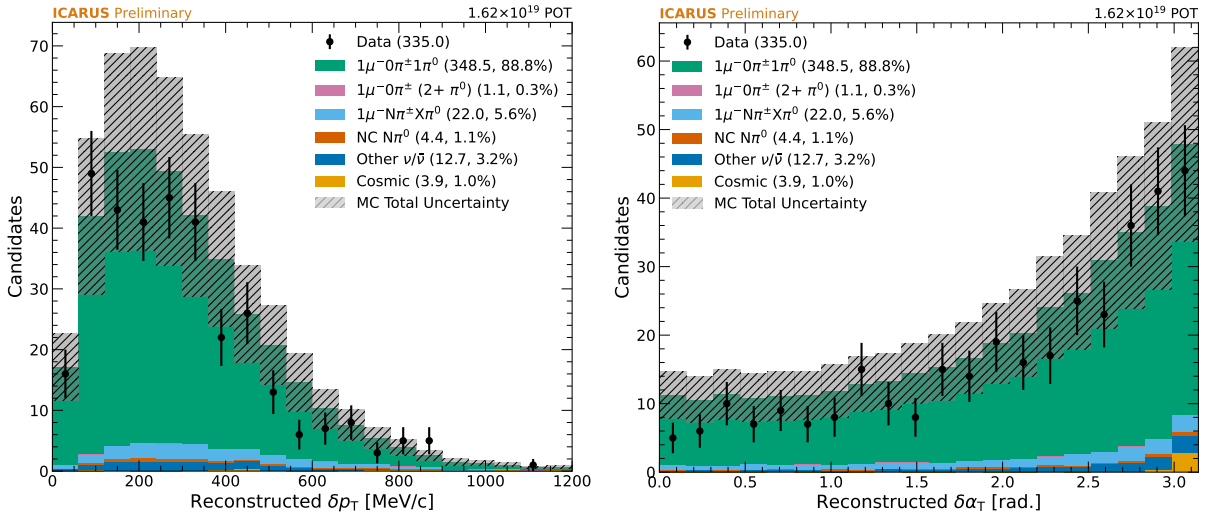 ICARUS Preliminary 1.62×10¹⁹ POT
Data (335.0)
1μ⁻0π±1π⁰ (348.5, 88.8%)
1μ⁻0π± (2+ π⁰) (1.1, 0.3%)
1μ⁻Nπ±Xπ⁰ (22.0, 5.6%)
NC Nπ⁰ (4.4, 1.1%)
Other ν/ν̄ (12.7, 3.2%)
Cosmic (3.9, 1.0%)
MC Total Uncertainty
Candidates
70
60
50
40
30
20
10
0
0 200 400 600 800 1000 1200
Reconstructed δp_T [MeV/c]
ICARUS Preliminary 1.62×10¹⁹ POT
Data (335.0)
1μ⁻0π±1π⁰ (348.5, 88.8%)
1μ⁻0π± (2+ π⁰) (1.1, 0.3%)
1μ⁻Nπ±Xπ⁰ (22.0, 5.6%)
NC Nπ⁰ (4.4, 1.1%)
Other ν/ν̄ (12.7, 3.2%)
Cosmic (3.9, 1.0%)
MC Total Uncertainty
Candidates
60
50
40
30
20
10
0
0.0 0.5 1.0 1.5 2.0 2.5 3.0
Reconstructed δα_T [rad.]